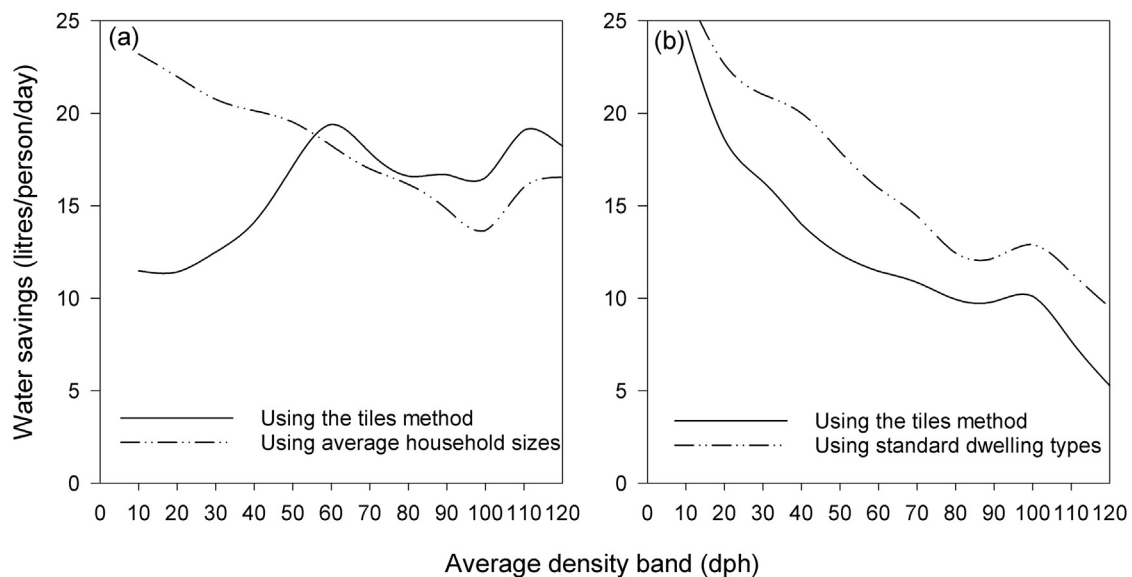 Water savings (litres/person/day)
(a)
25
20
15
10
5
0
Using the tiles method
Using average household sizes
0 10 20 30 40 50 60 70 80 90 100 110 120
(b)
25
20
15
10
5
0
Using the tiles method
Using standard dwelling types
0 10 20 30 40 50 60 70 80 90 100 110 120
Average density band (dph)